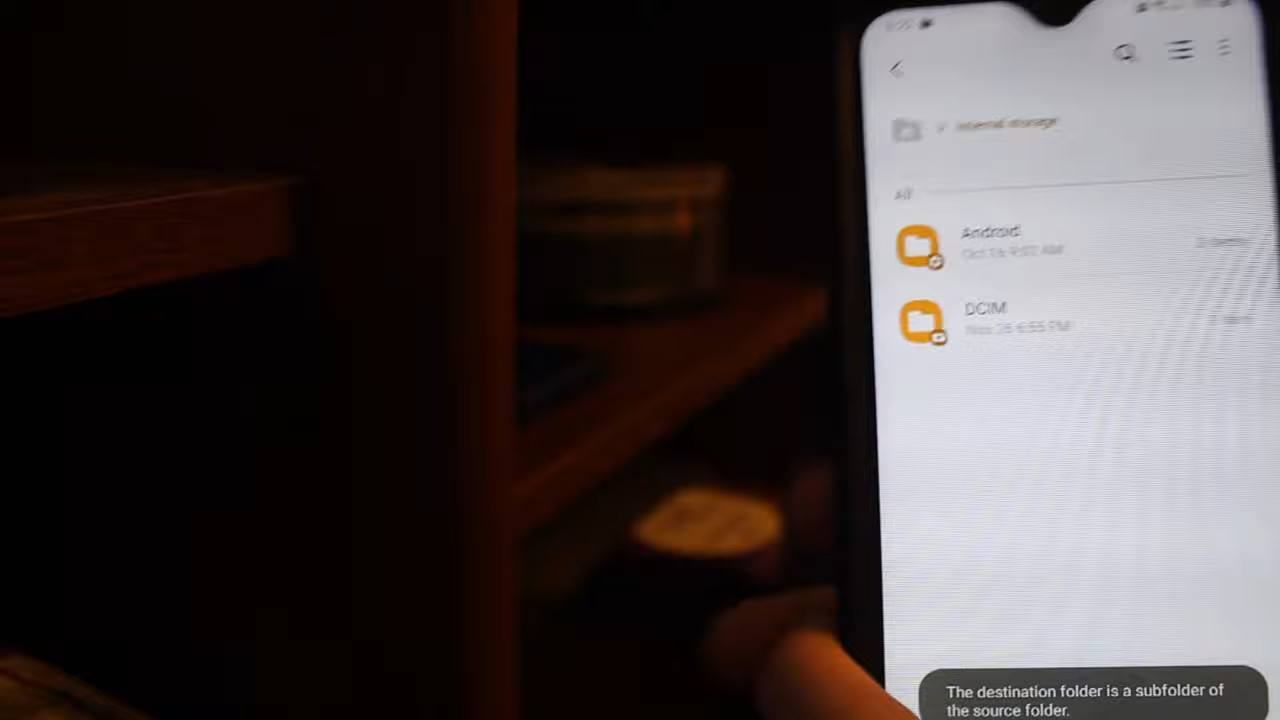 Internal storage
All
Android
Oct 16 9:02 AM
DCIM
Nov 28 6:55 PM
The destination folder is a subfolder of
the source folder.